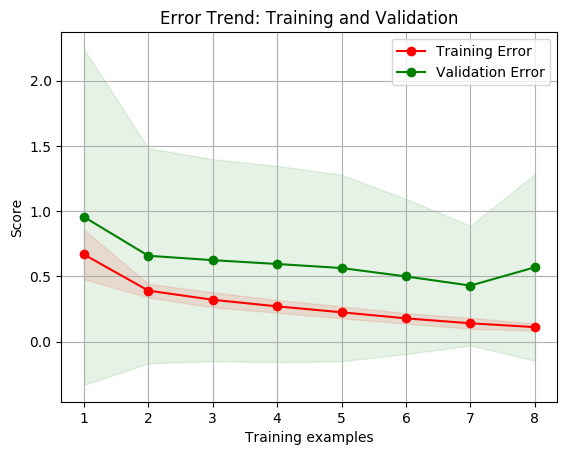 Error Trend: Training and Validation
Training Error
Validation Error
Score
2.0
1.5
1.0
0.5
0.0
1 2 3 4 5 6 7 8
Training examples